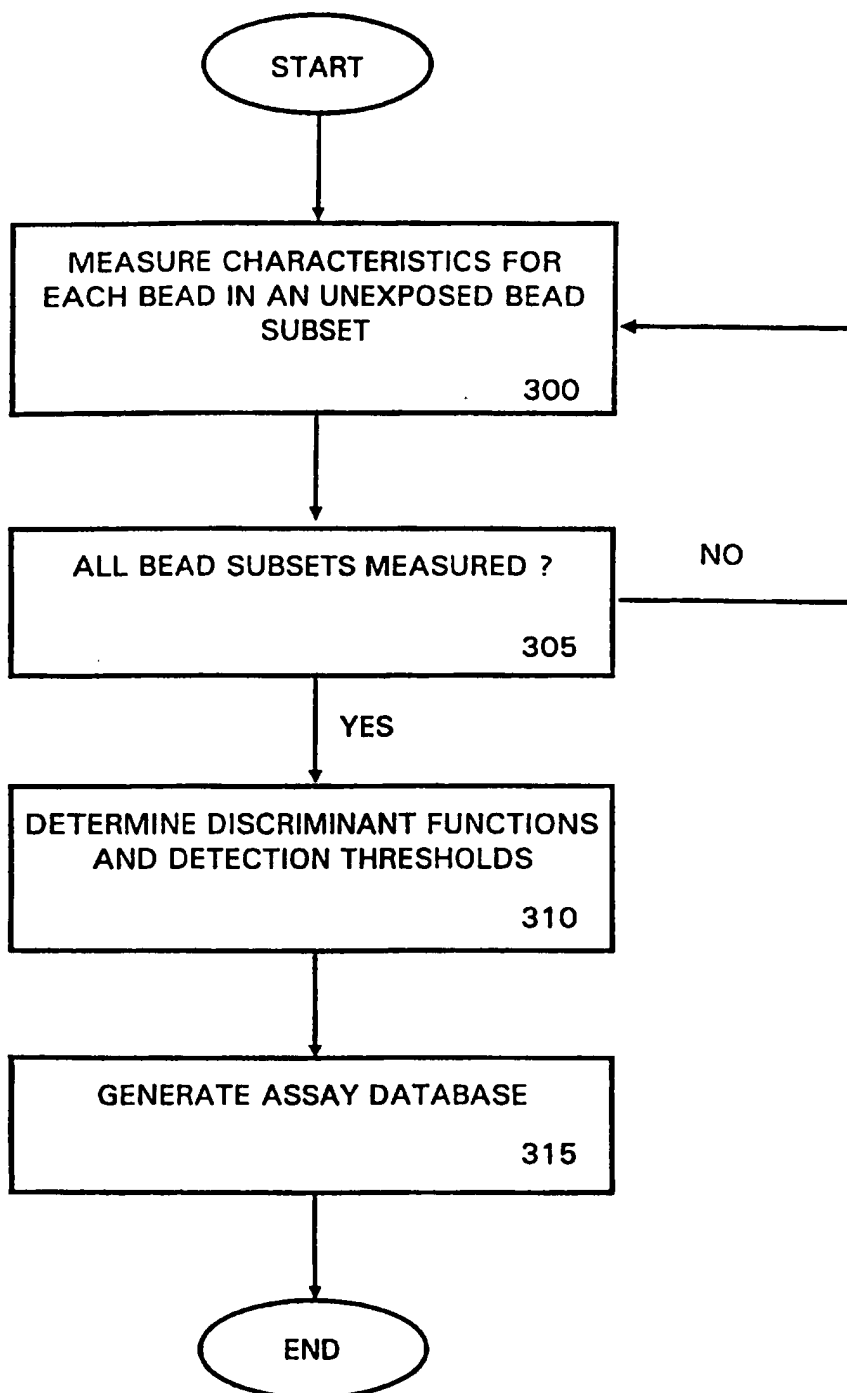 START
MEASURE CHARACTERISTICS FOR
EACH BEAD IN AN UNEXPOSED BEAD
SUBSET
300
ALL BEAD SUBSETS MEASURED ?
NO
305
YES
DETERMINE DISCRIMINANT FUNCTIONS
AND DETECTION THRESHOLDS
310
GENERATE ASSAY DATABASE
315
END